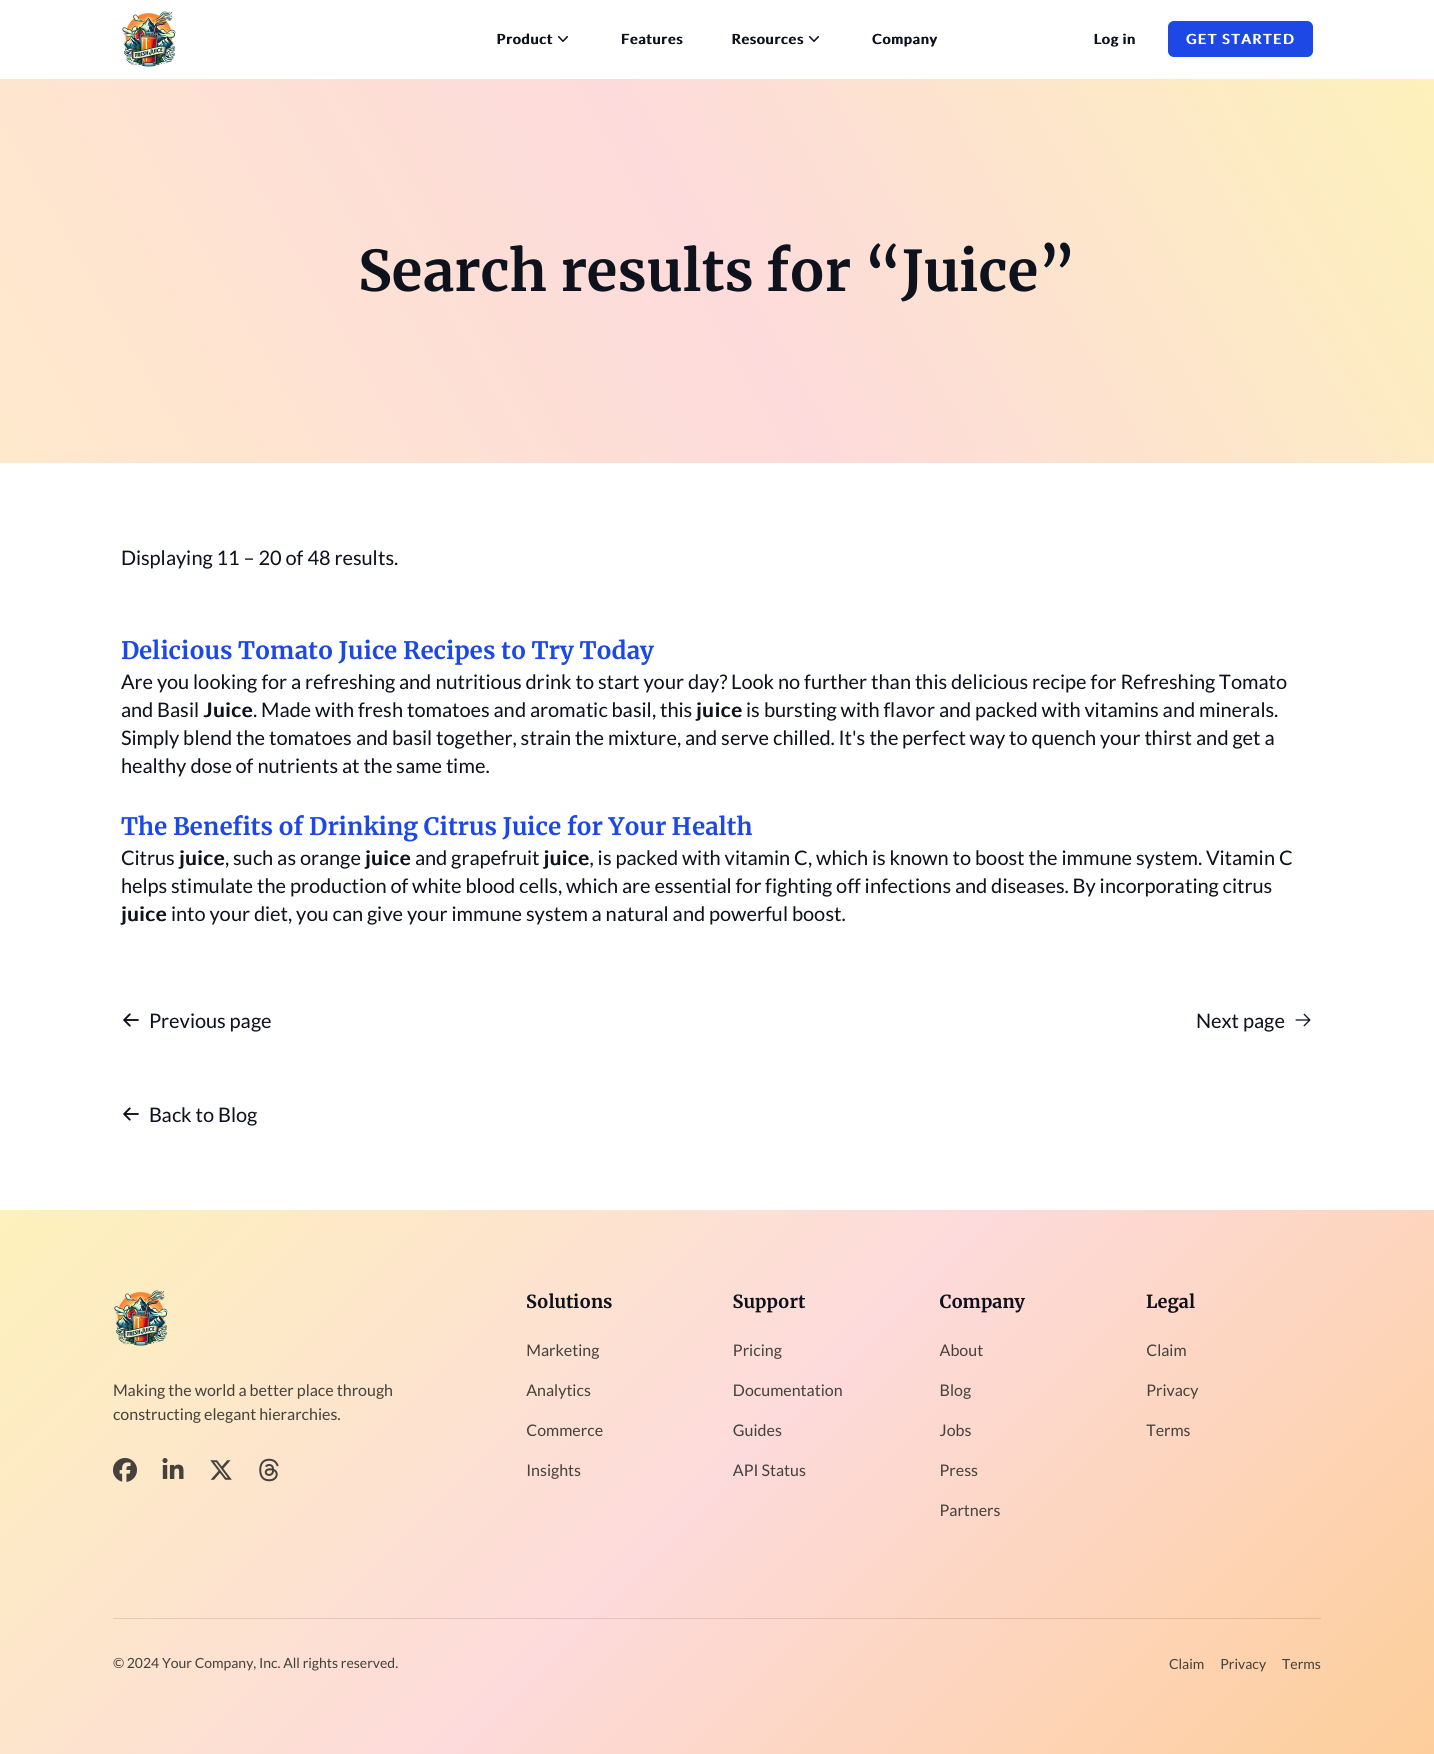 FRESH JUICE
Product
Features
Resources
Company
Log in
GET STARTED
Search results for “Juice”
Displaying 11 – 20 of 48 results.
Delicious Tomato Juice Recipes to Try Today
Are you looking for a refreshing and nutritious drink to start your day? Look no further than this delicious recipe for Refreshing Tomato
and Basil Juice. Made with fresh tomatoes and aromatic basil, this juice is bursting with flavor and packed with vitamins and minerals.
Simply blend the tomatoes and basil together, strain the mixture, and serve chilled. It's the perfect way to quench your thirst and get a
healthy dose of nutrients at the same time.
The Benefits of Drinking Citrus Juice for Your Health
Citrus juice, such as orange juice and grapefruit juice, is packed with vitamin C, which is known to boost the immune system. Vitamin C
helps stimulate the production of white blood cells, which are essential for fighting off infections and diseases. By incorporating citrus
juice into your diet, you can give your immune system a natural and powerful boost.
Previous page
Next page
Back to Blog
FRESH JUICE
Making the world a better place through
constructing elegant hierarchies.
Solutions
Marketing
Analytics
Commerce
Insights
Support
Pricing
Documentation
Guides
API Status
Company
About
Blog
Jobs
Press
Partners
Legal
Claim
Privacy
Terms
© 2024 Your Company, Inc. All rights reserved.
Claim Privacy Terms